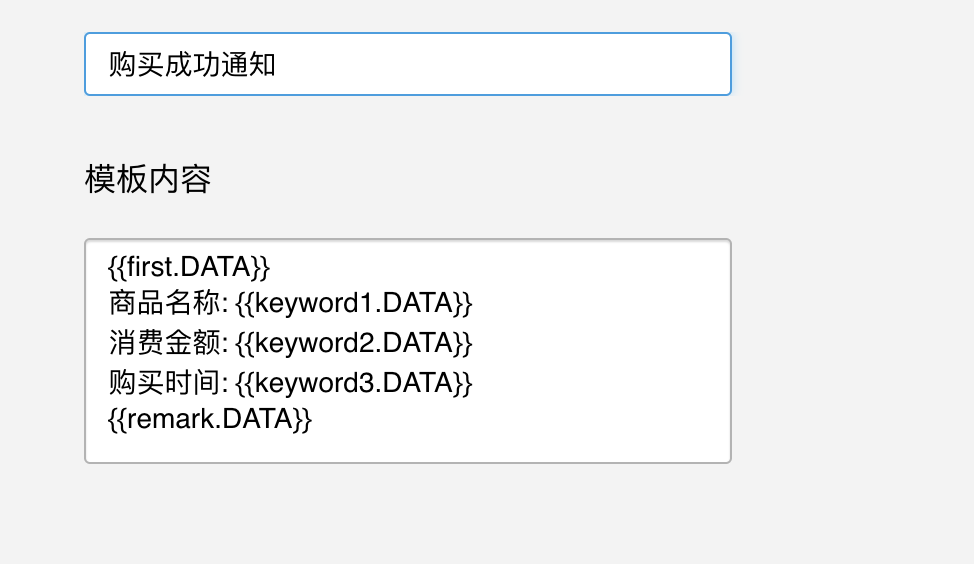 购买成功通知
模板内容
{{first.DATA}}
商品名称: {{keyword1.DATA}}
消费金额: {{keyword2.DATA}}
购买时间: {{keyword3.DATA}}
{{remark.DATA}}